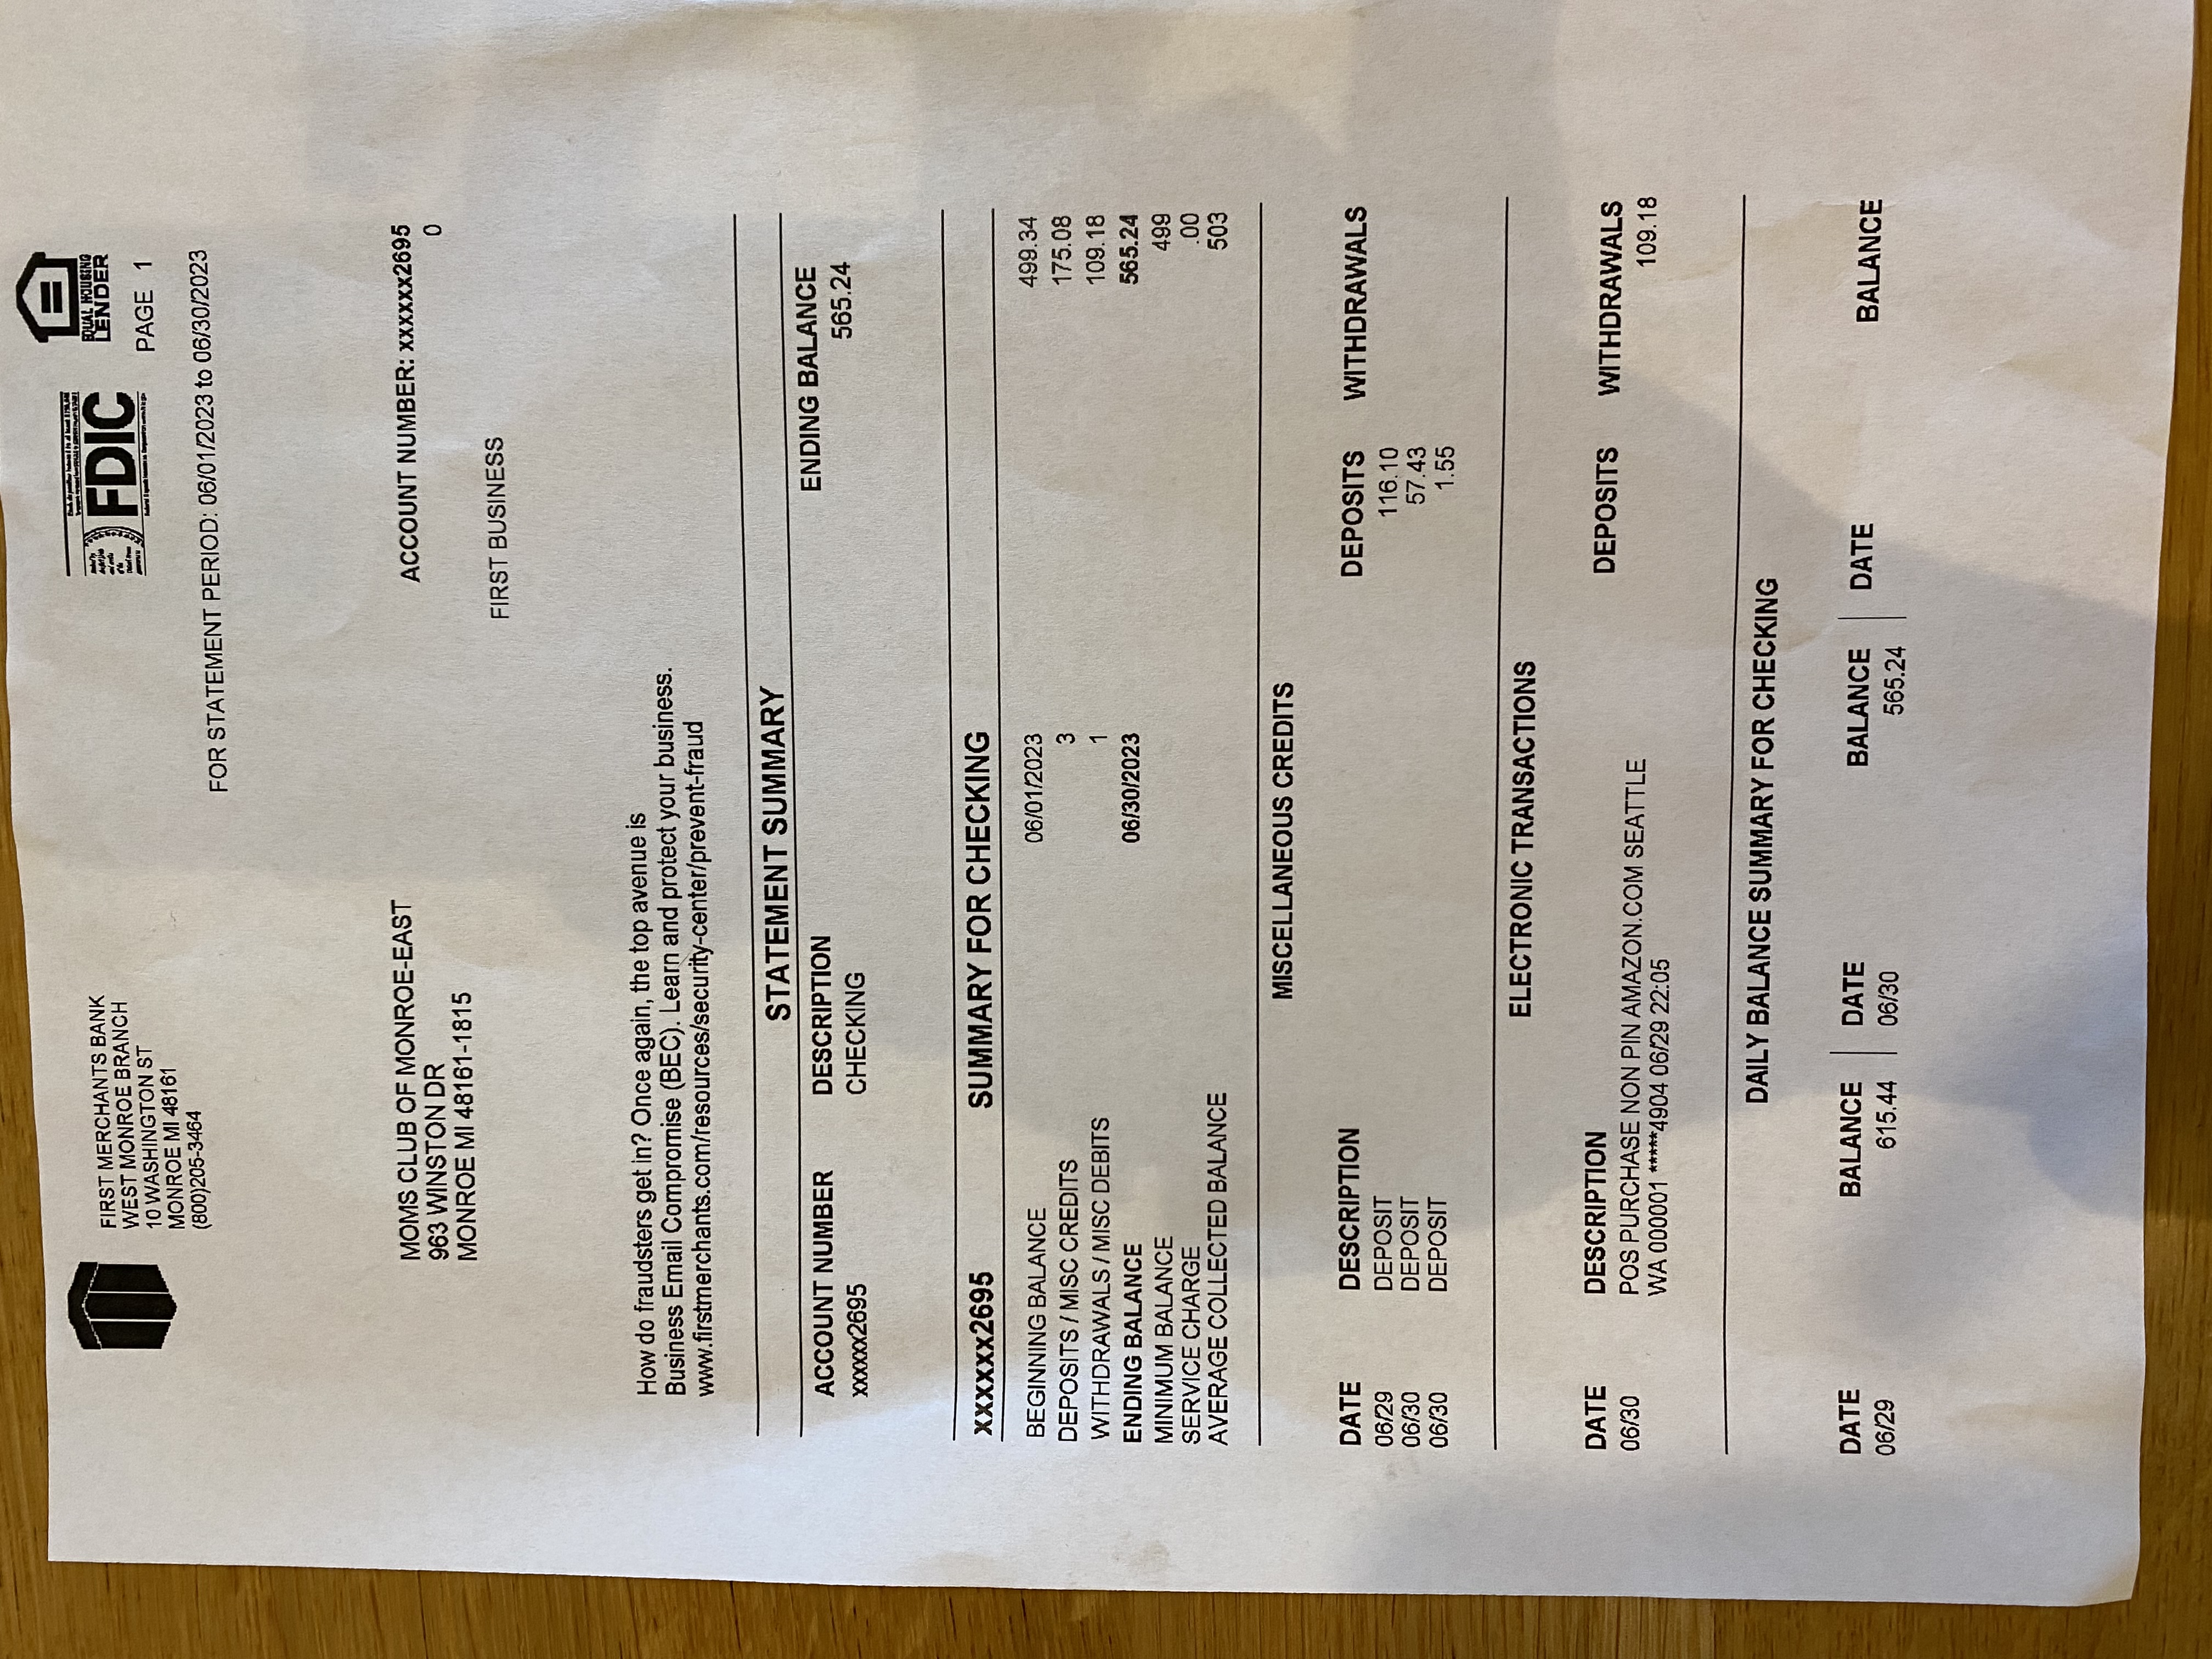 FIRST MERCHANTS BANK
WEST MONROE BRANCH
10 WASHINGTON ST
MONROE MI 48161
(800)205-3464
FDIC
EQUAL HOUSING
LENDER
PAGE 1
FOR STATEMENT PERIOD: 06/01/2023 to 06/30/2023
MOMS CLUB OF MONROE-EAST
963 WINSTON DR
MONROE MI 48161-1815
ACCOUNT NUMBER: xxxxxx2695
0
FIRST BUSINESS
How do fraudsters get in? Once again, the top avenue is
Business Email Compromise (BEC). Learn and protect your business.
www.firstmerchants.com/resources/security-center/prevent-fraud
STATEMENT SUMMARY
ACCOUNT NUMBER DESCRIPTION ENDING BALANCE
xxxxxx2695 CHECKING 565.24
xxxxxx2695 SUMMARY FOR CHECKING
BEGINNING BALANCE 06/01/2023 499.34
DEPOSITS / MISC CREDITS 3 175.08
WITHDRAWALS / MISC DEBITS 1 109.18
ENDING BALANCE 06/30/2023 565.24
MINIMUM BALANCE 499
SERVICE CHARGE .00
AVERAGE COLLECTED BALANCE 503
MISCELLANEOUS CREDITS
DATE DESCRIPTION DEPOSITS WITHDRAWALS
06/29 DEPOSIT 116.10
06/30 DEPOSIT 57.43
06/30 DEPOSIT 1.55
ELECTRONIC TRANSACTIONS
DATE DESCRIPTION DEPOSITS WITHDRAWALS
06/30 POS PURCHASE NON PIN AMAZON.COM SEATTLE 109.18
WA 000001 *****4904 06/29 22:05
DAILY BALANCE SUMMARY FOR CHECKING
DATE BALANCE DATE BALANCE DATE BALANCE
06/29 615.44 06/30 565.24